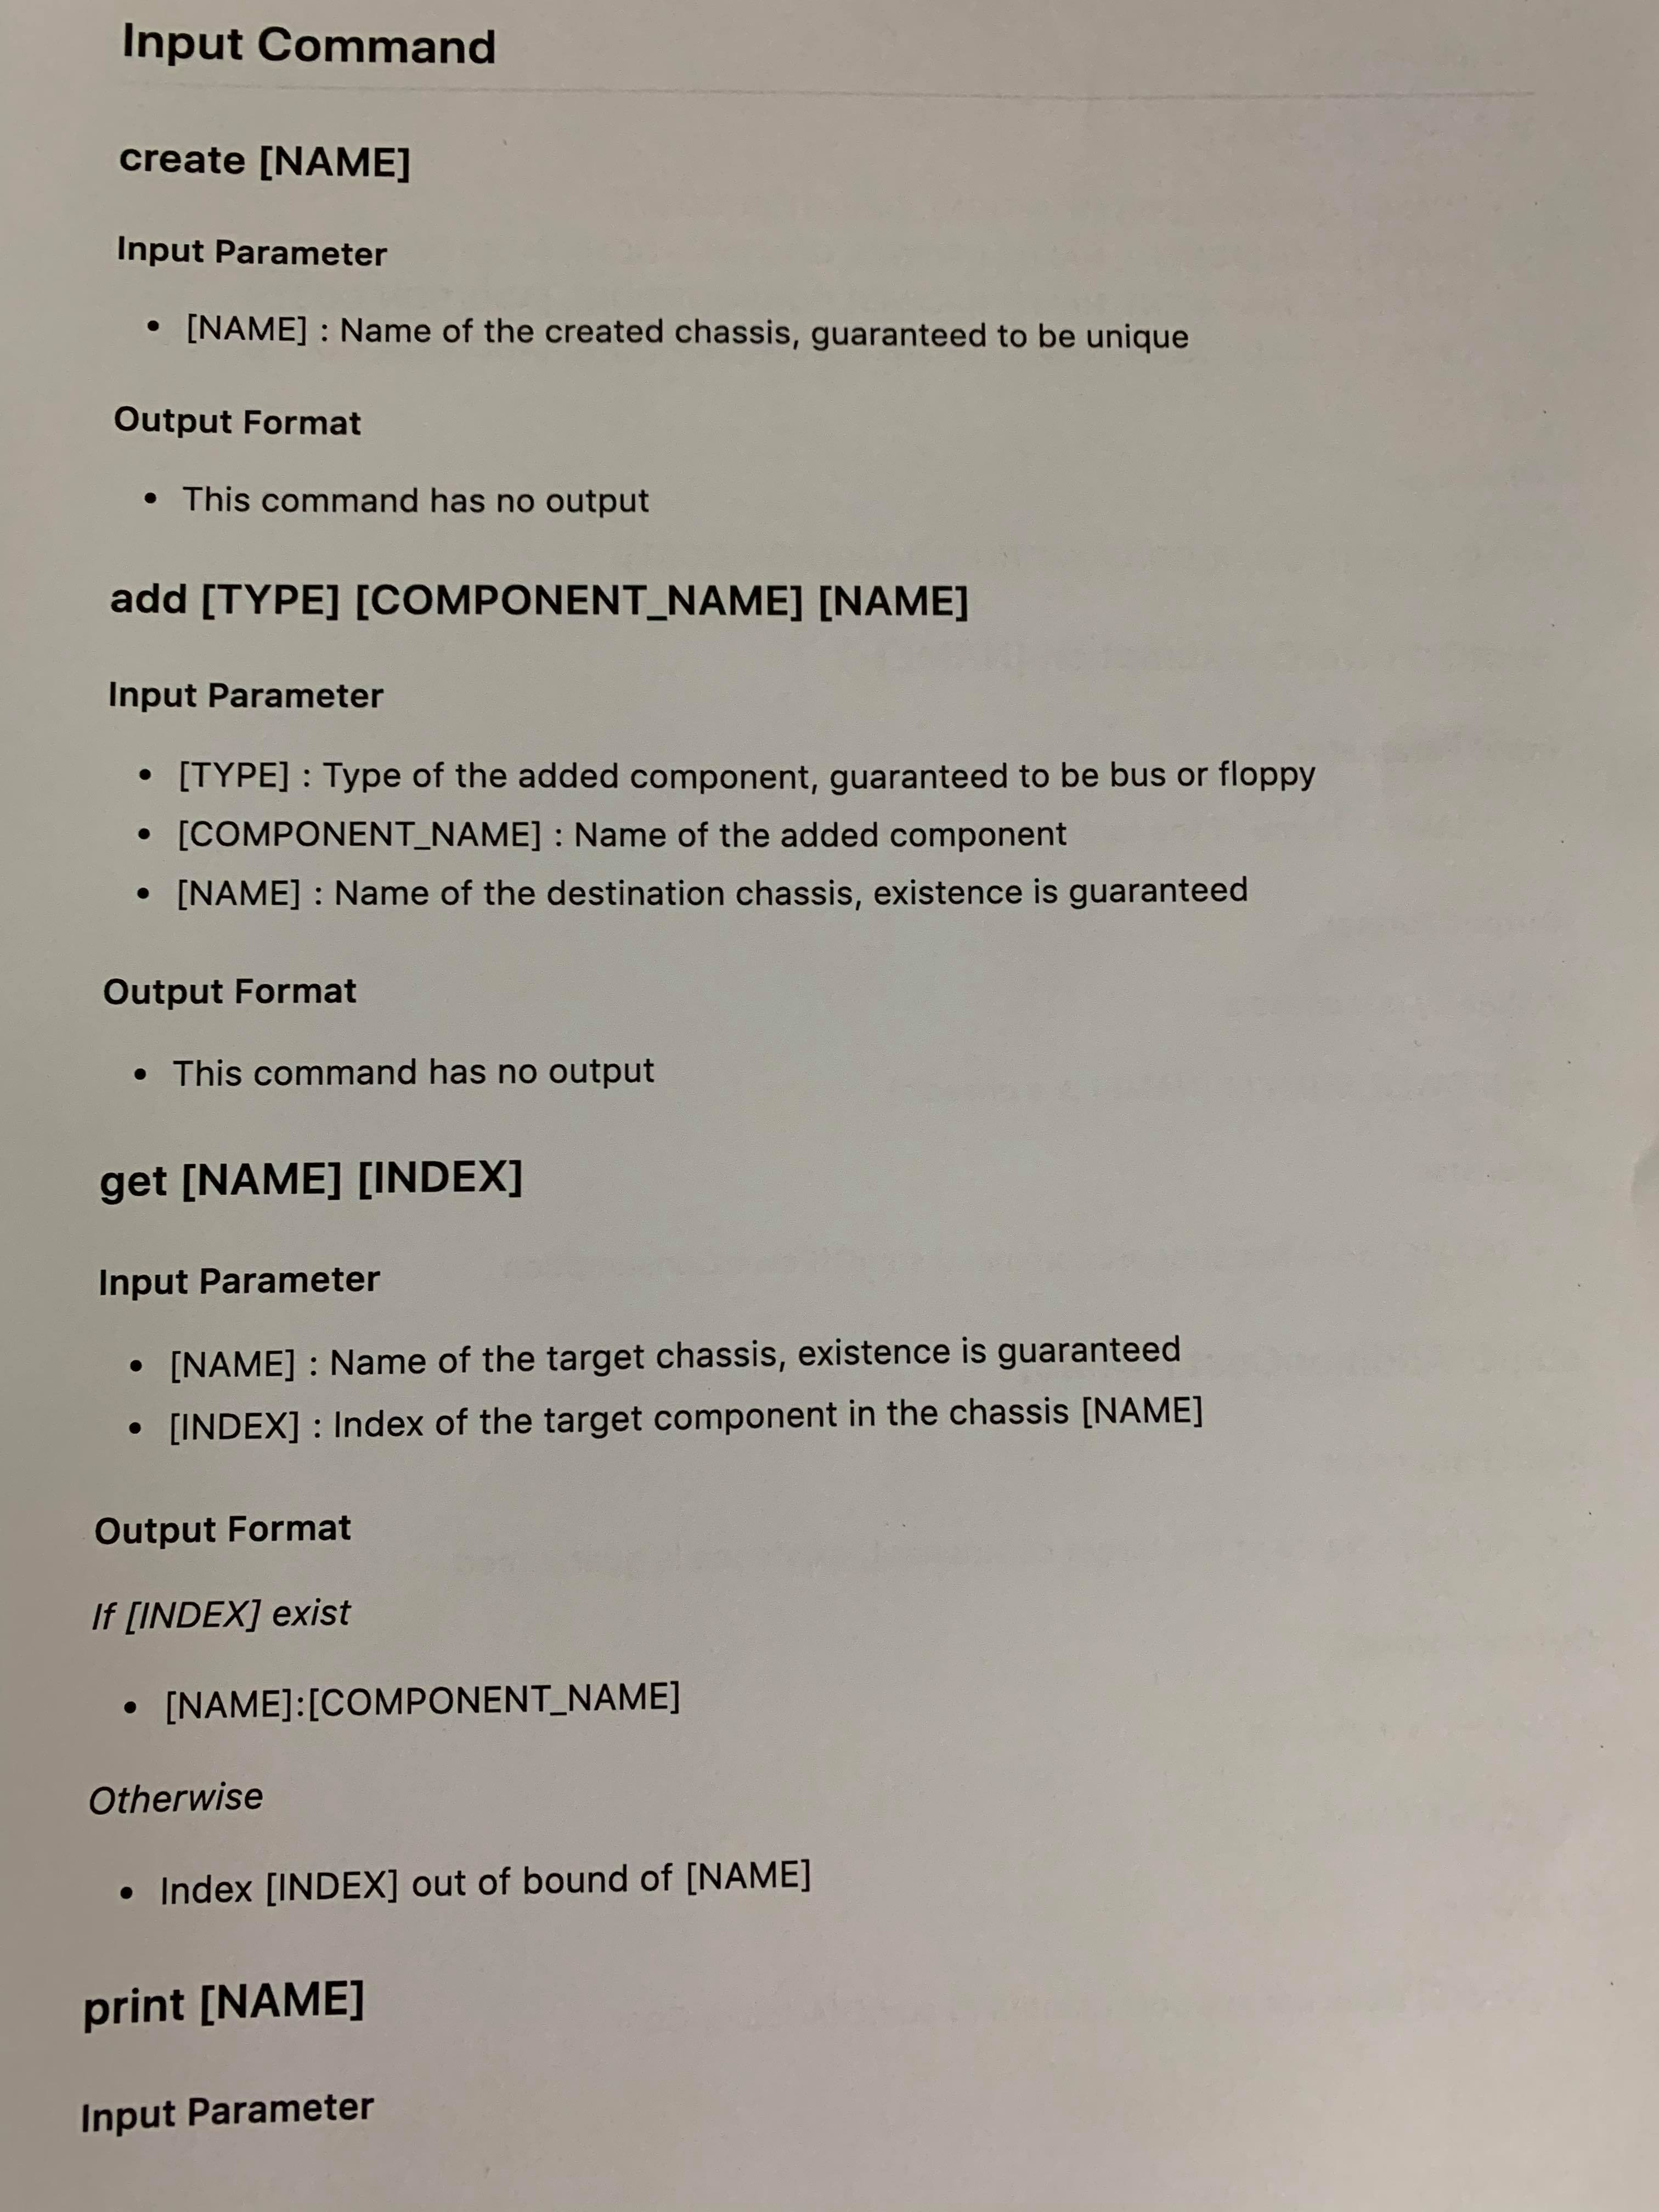 Input Command
create [NAME]
Input Parameter
• [NAME] : Name of the created chassis, guaranteed to be unique
Output Format
• This command has no output
add [TYPE] [COMPONENT_NAME] [NAME]
Input Parameter
• [TYPE] : Type of the added component, guaranteed to be bus or floppy
• [COMPONENT_NAME] : Name of the added component
• [NAME] : Name of the destination chassis, existence is guaranteed
Output Format
• This command has no output
get [NAME] [INDEX]
Input Parameter
• [NAME] : Name of the target chassis, existence is guaranteed
• [INDEX] : Index of the target component in the chassis [NAME]
Output Format
If [INDEX] exist
• [NAME]:[COMPONENT_NAME]
Otherwise
• Index [INDEX] out of bound of [NAME]
print [NAME]
Input Parameter